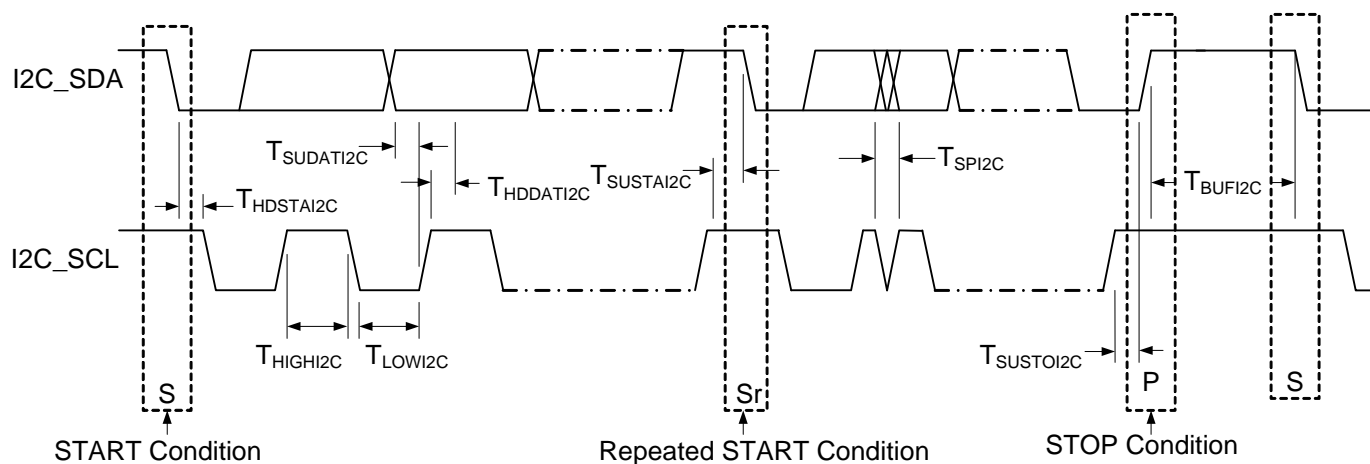 I2C_SDA
TSUDATI2C
THDDATI2C
TSUSTAI2C
TSPI2C
TBUFI2C
THDSTAI2C
I2C_SCL
THIGHI2C
TLOWI2C
TSUSTOI2C
S
Sr
P
S
START Condition
Repeated START Condition
STOP Condition